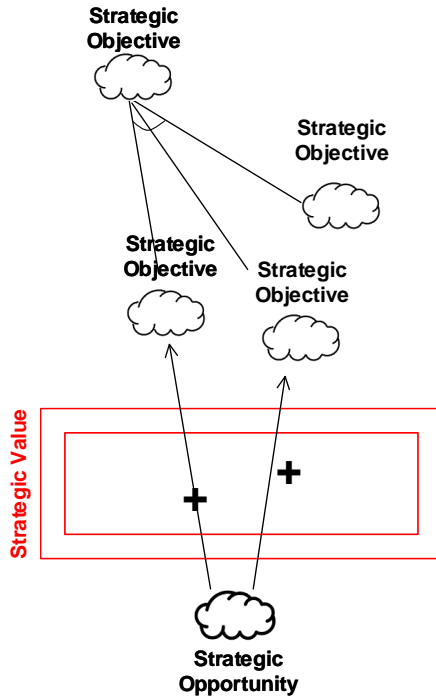 Strategic
Objective
Strategic
Objective
Strategic
Objective
Strategic
Objective
Strategic Value
+
+
Strategic
Opportunity